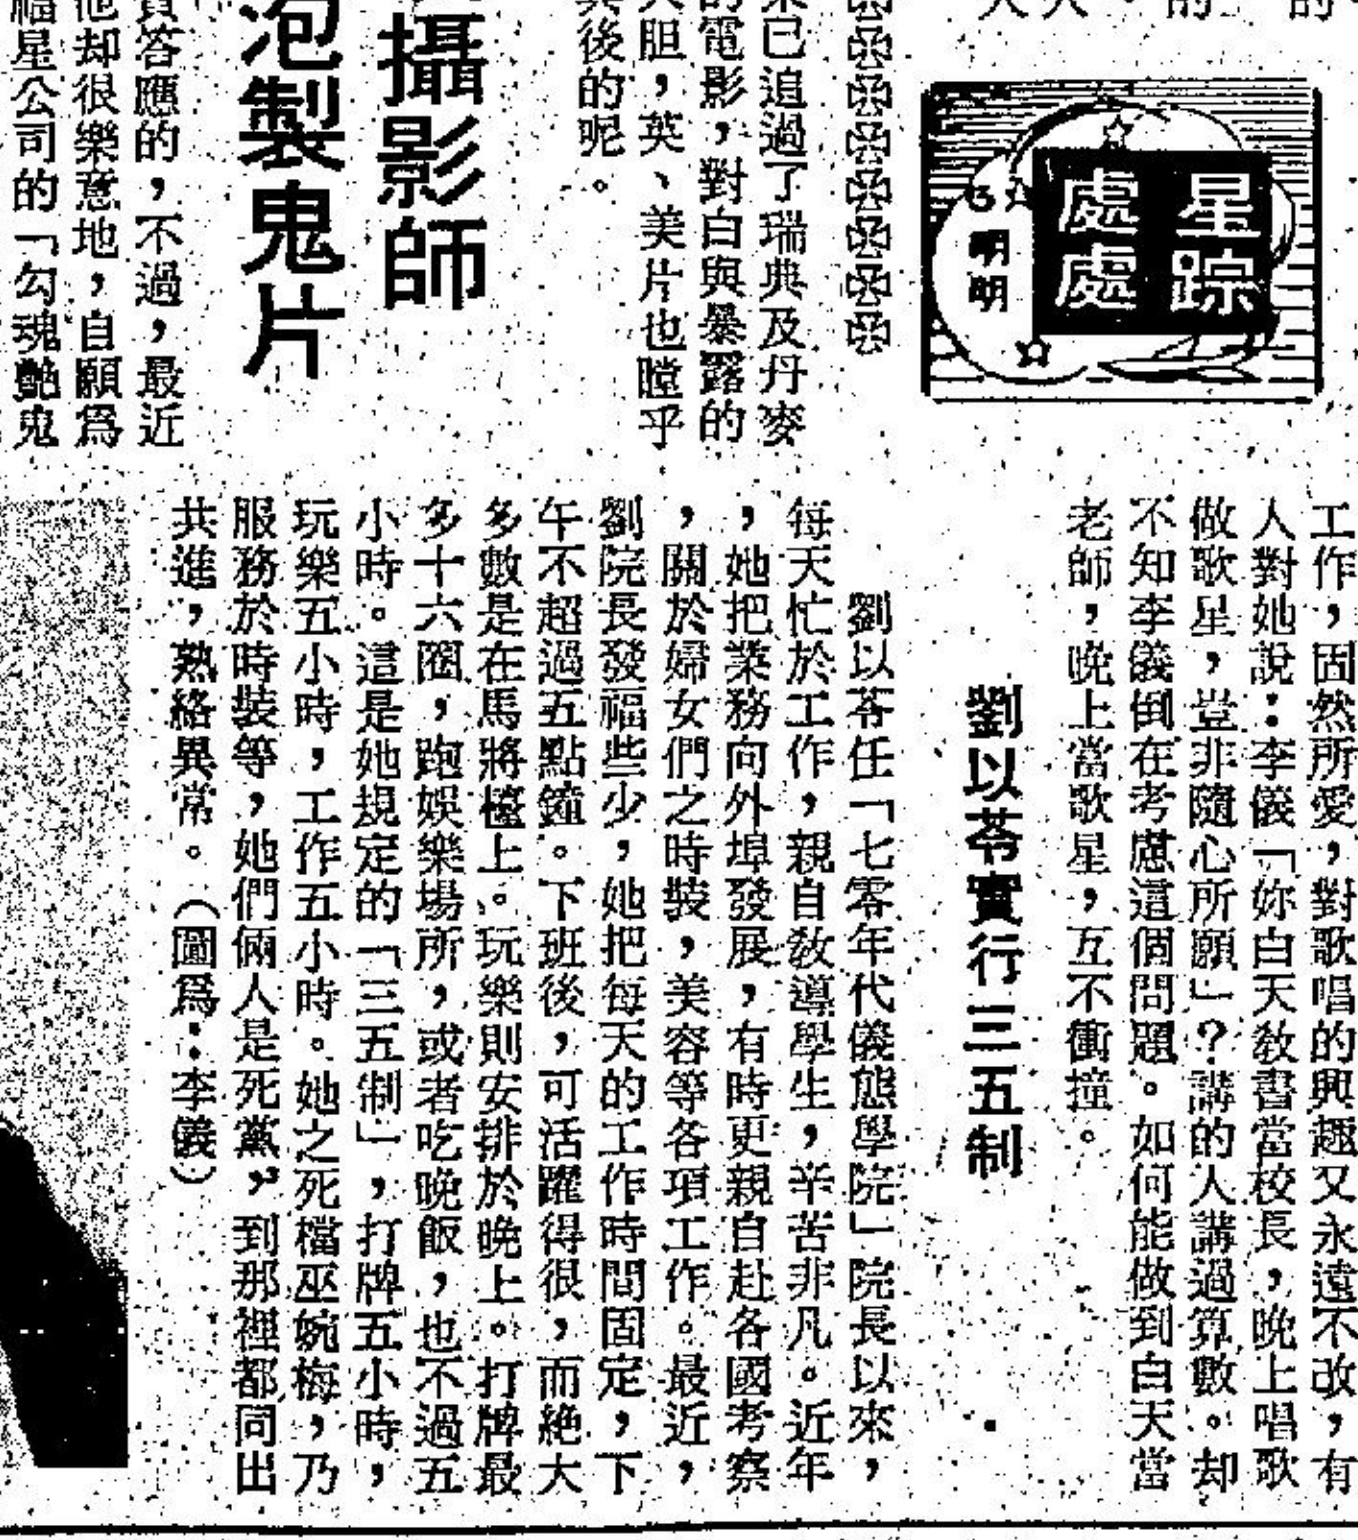 星踪
處處
明明
來已追過了瑞典及丹麥
的電影，對白與暴露的
大胆，英、美片也瞠乎
其後的呢。
攝影師
泡製鬼片
答應的，不過，最近
他却很樂意地，自願爲
福星公司的「勾魂艷鬼
工作，固然所愛，對歌唱的興趣又永遠不改，有
人對她說：李儀「妳白天敎書當校長，晚上唱歌
做歌星，豈非隨心所願」？講的人講過算數。却
不知李儀倒在考慮這個問題。如何能做到白天當
老師，晚上當歌星，互不衝撞。
劉以苓實行三五制
劉以苓任「七零年代儀態學院」院長以來，
每天忙於工作，親自敎導學生，辛苦非凡。近年
，她把業務向外埠發展，有時更親自赴各國考察
，關於婦女們之時裝，美容等各項工作。最近，
劉院長發福些少，她把每天的工作時間固定，下
午不超過五點鐘。下班後，可活躍得很，而絕大
多數是在馬將檯上。玩樂則安排於晚上。打牌最
多十六圈，跑娛樂場所，或者吃晚飯，也不過五
小時。這是她規定的「三五制」，打牌五小時，
玩樂五小時，工作五小時。她之死檔巫婉梅，乃
服務於時裝等，她們倆人是死黨，到那裡都同出
共進，熟絡異常。（圖爲：李儀）